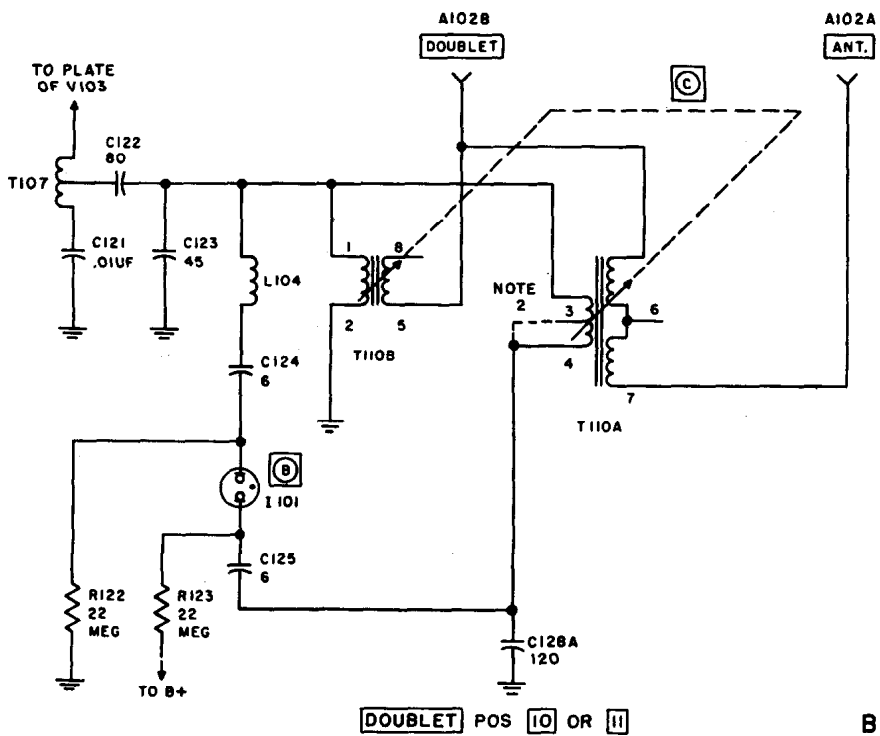 A102B
DOUBLET
A102A
ANT.
C
TO PLATE
OF V103
C122
80
T107
C121
.01UF
C123
45
L104
1
8
2
5
T110B
NOTE
2
3
4
6
7
T110A
C124
6
B
I 101
C125
6
R122
22
MEG
R123
22
MEG
C128A
120
TO B+
DOUBLET POS 10 OR 11
B